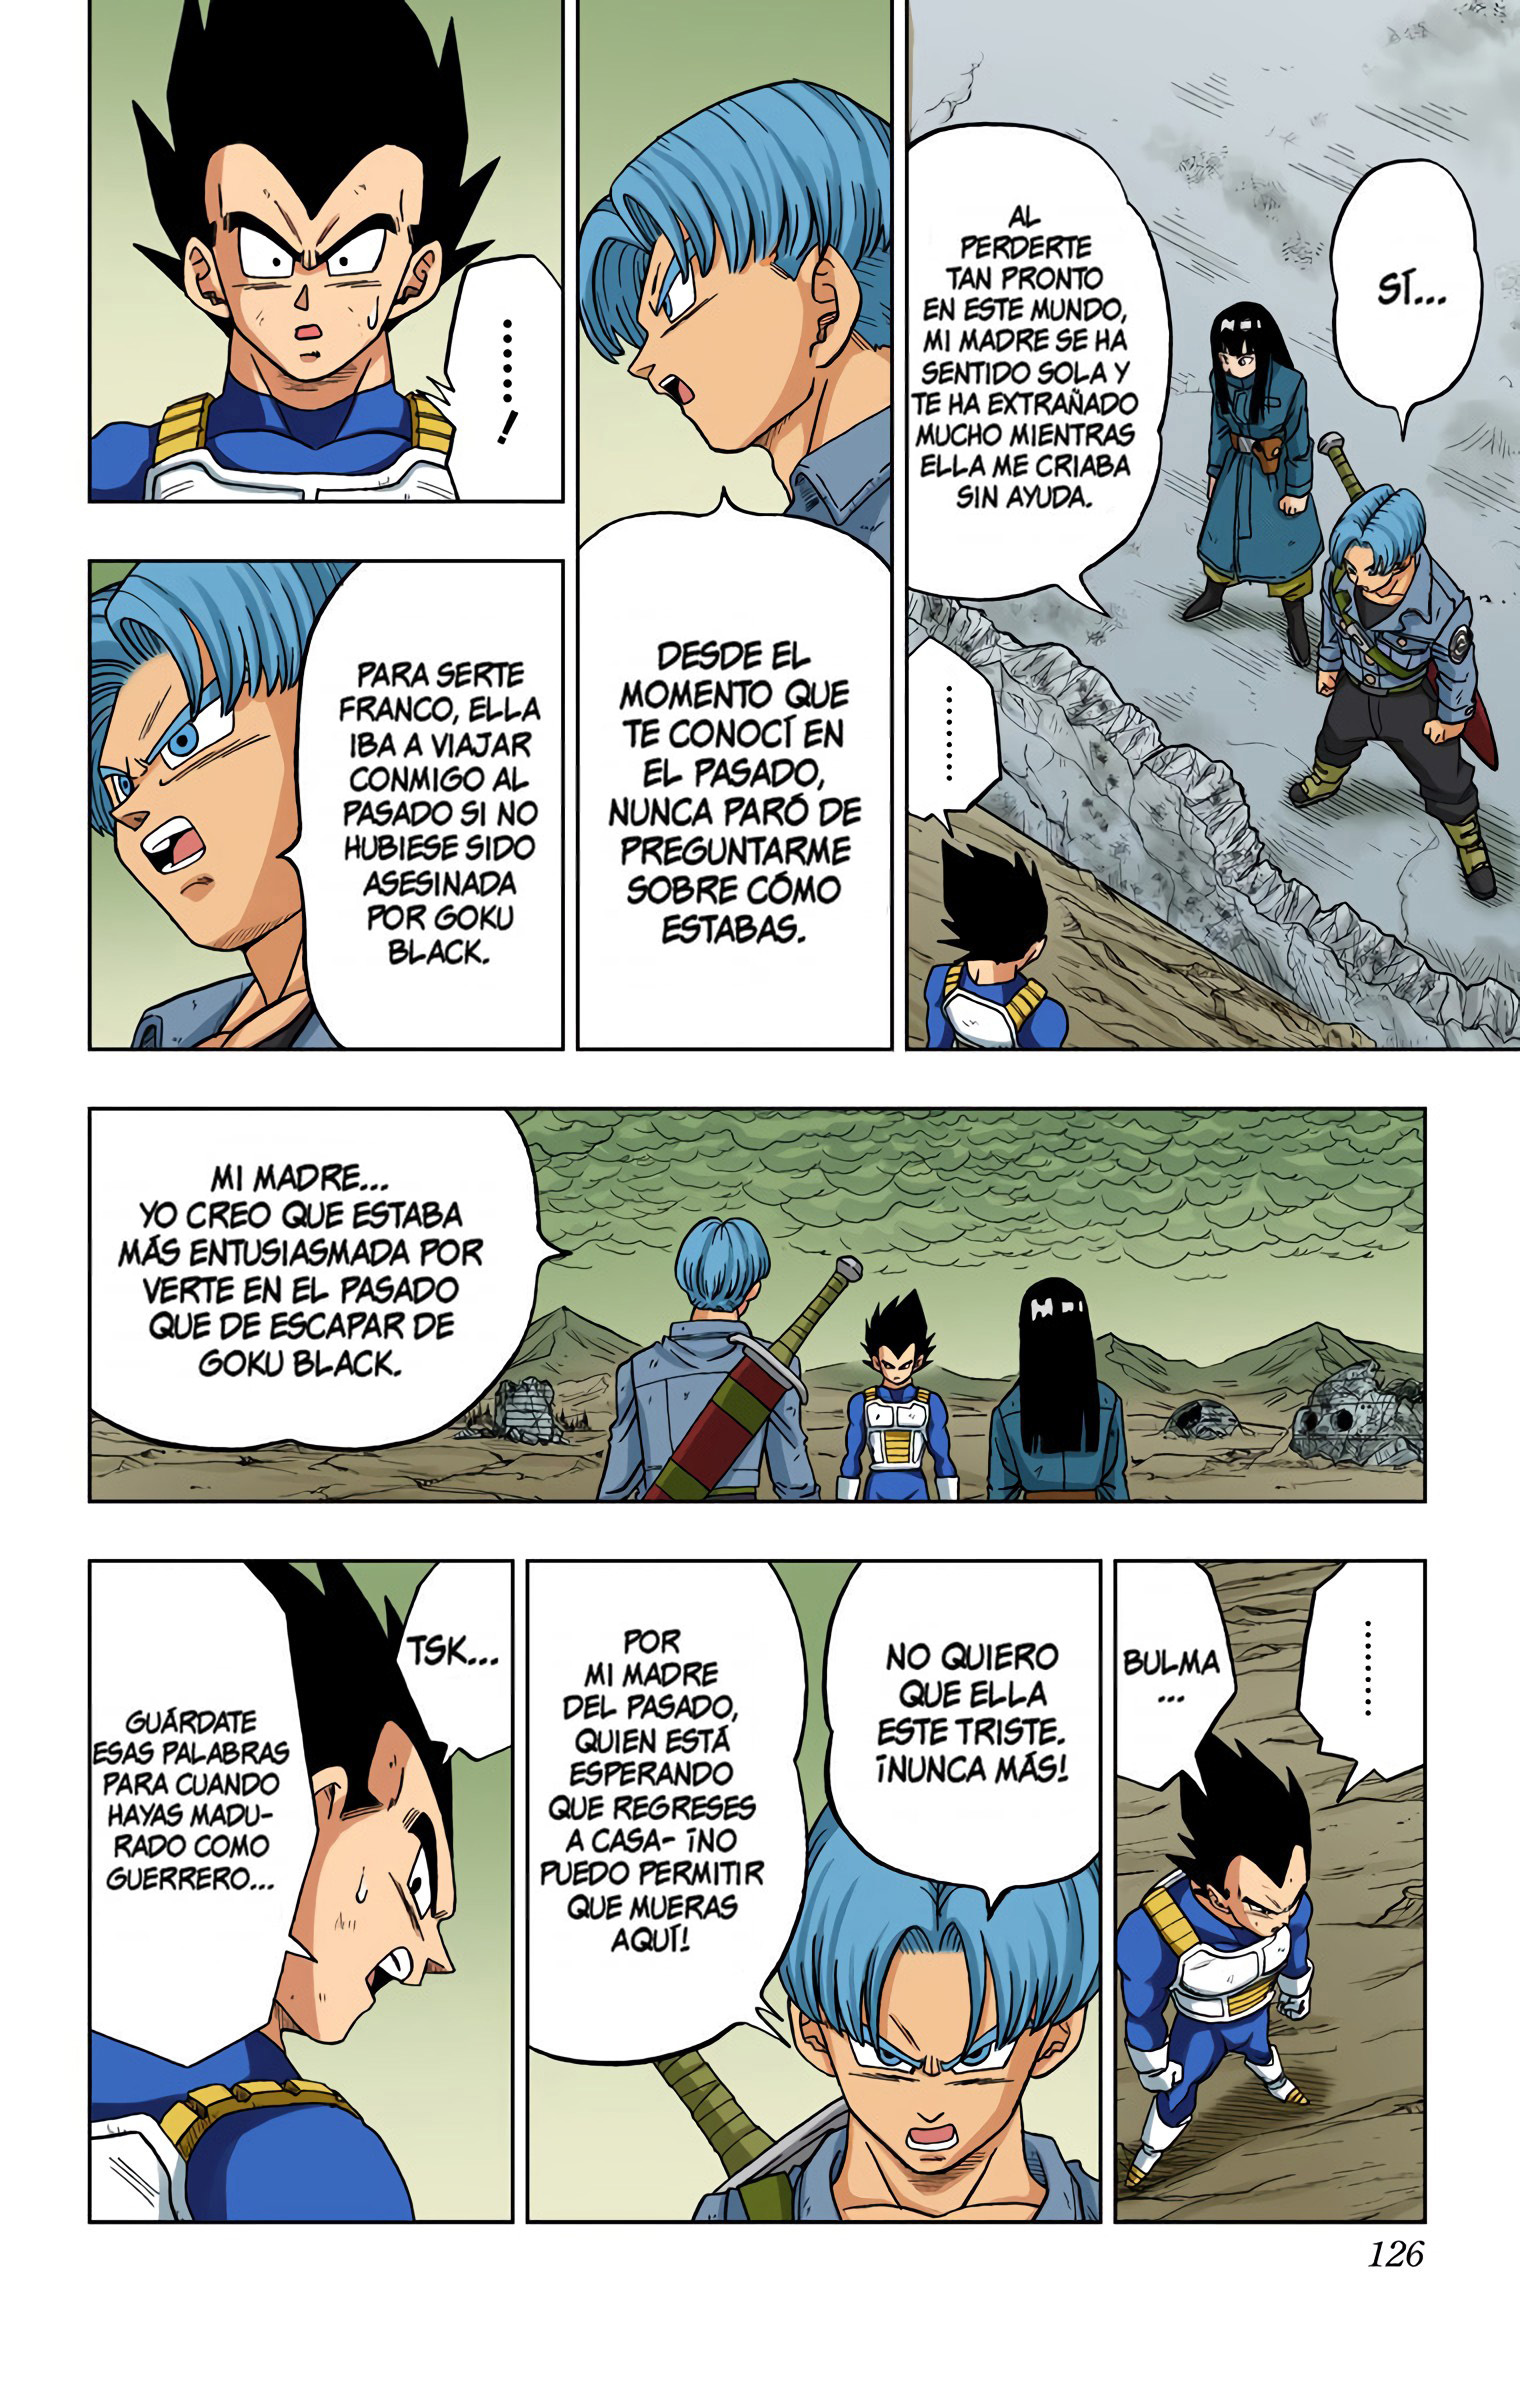 SÍ...
AL
PERDERTE
TAN PRONTO
EN ESTE MUNDO,
MI MADRE SE HA
SENTIDO SOLA Y
TE HA EXTRAÑADO
MUCHO MIENTRAS
ELLA ME CRIABA
SIN AYUDA.
........
DESDE EL
MOMENTO QUE
TE CONOCÍ EN
EL PASADO,
NUNCA PARÓ DE
PREGUNTARME
SOBRE CÓMO
ESTABAS.
......!
PARA SERTE
FRANCO, ELLA
IBA A VIAJAR
CONMIGO AL
PASADO SI NO
HUBIESE SIDO
ASESINADA
POR GOKU
BLACK.
MI MADRE...
YO CREO QUE ESTABA
MÁS ENTUSIASMADA POR
VERTE EN EL PASADO
QUE DE ESCAPAR DE
GOKU BLACK.
........
BULMA
...
NO QUIERO
QUE ELLA
ESTE TRISTE.
¡NUNCA MÁS!
POR
MI MADRE
DEL PASADO,
QUIEN ESTÁ
ESPERANDO
QUE REGRESES
A CASA- ¡NO
PUEDO PERMITIR
QUE MUERAS
AQUÍ!
TSK...
GUÁRDATE
ESAS PALABRAS
PARA CUANDO
HAYAS MADU-
RADO COMO
GUERRERO...
126